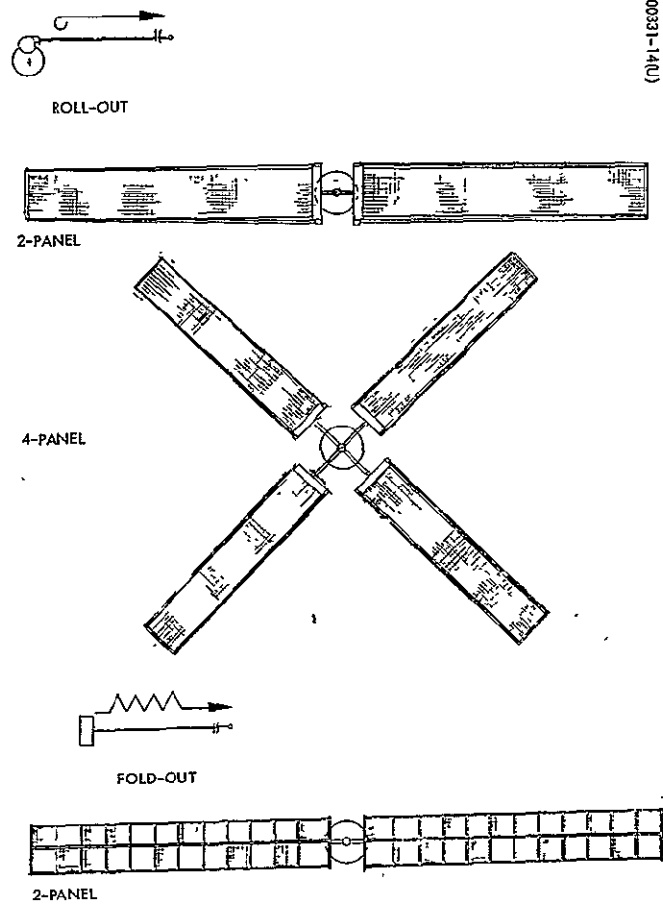 00331-14(U)
ROLL-OUT
2-PANEL
4-PANEL
FOLD-OUT
2-PANEL